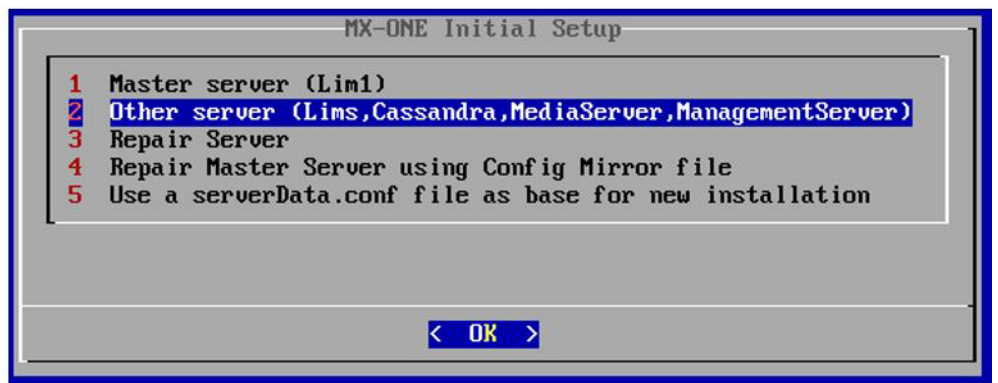 MX-ONE Initial Setup
1 Master server (Lim1)
2 Other server (Lims,Cassandra,MediaServer,ManagementServer)
3 Repair Server
4 Repair Master Server using Config Mirror file
5 Use a serverData.conf file as base for new installation
< OK >